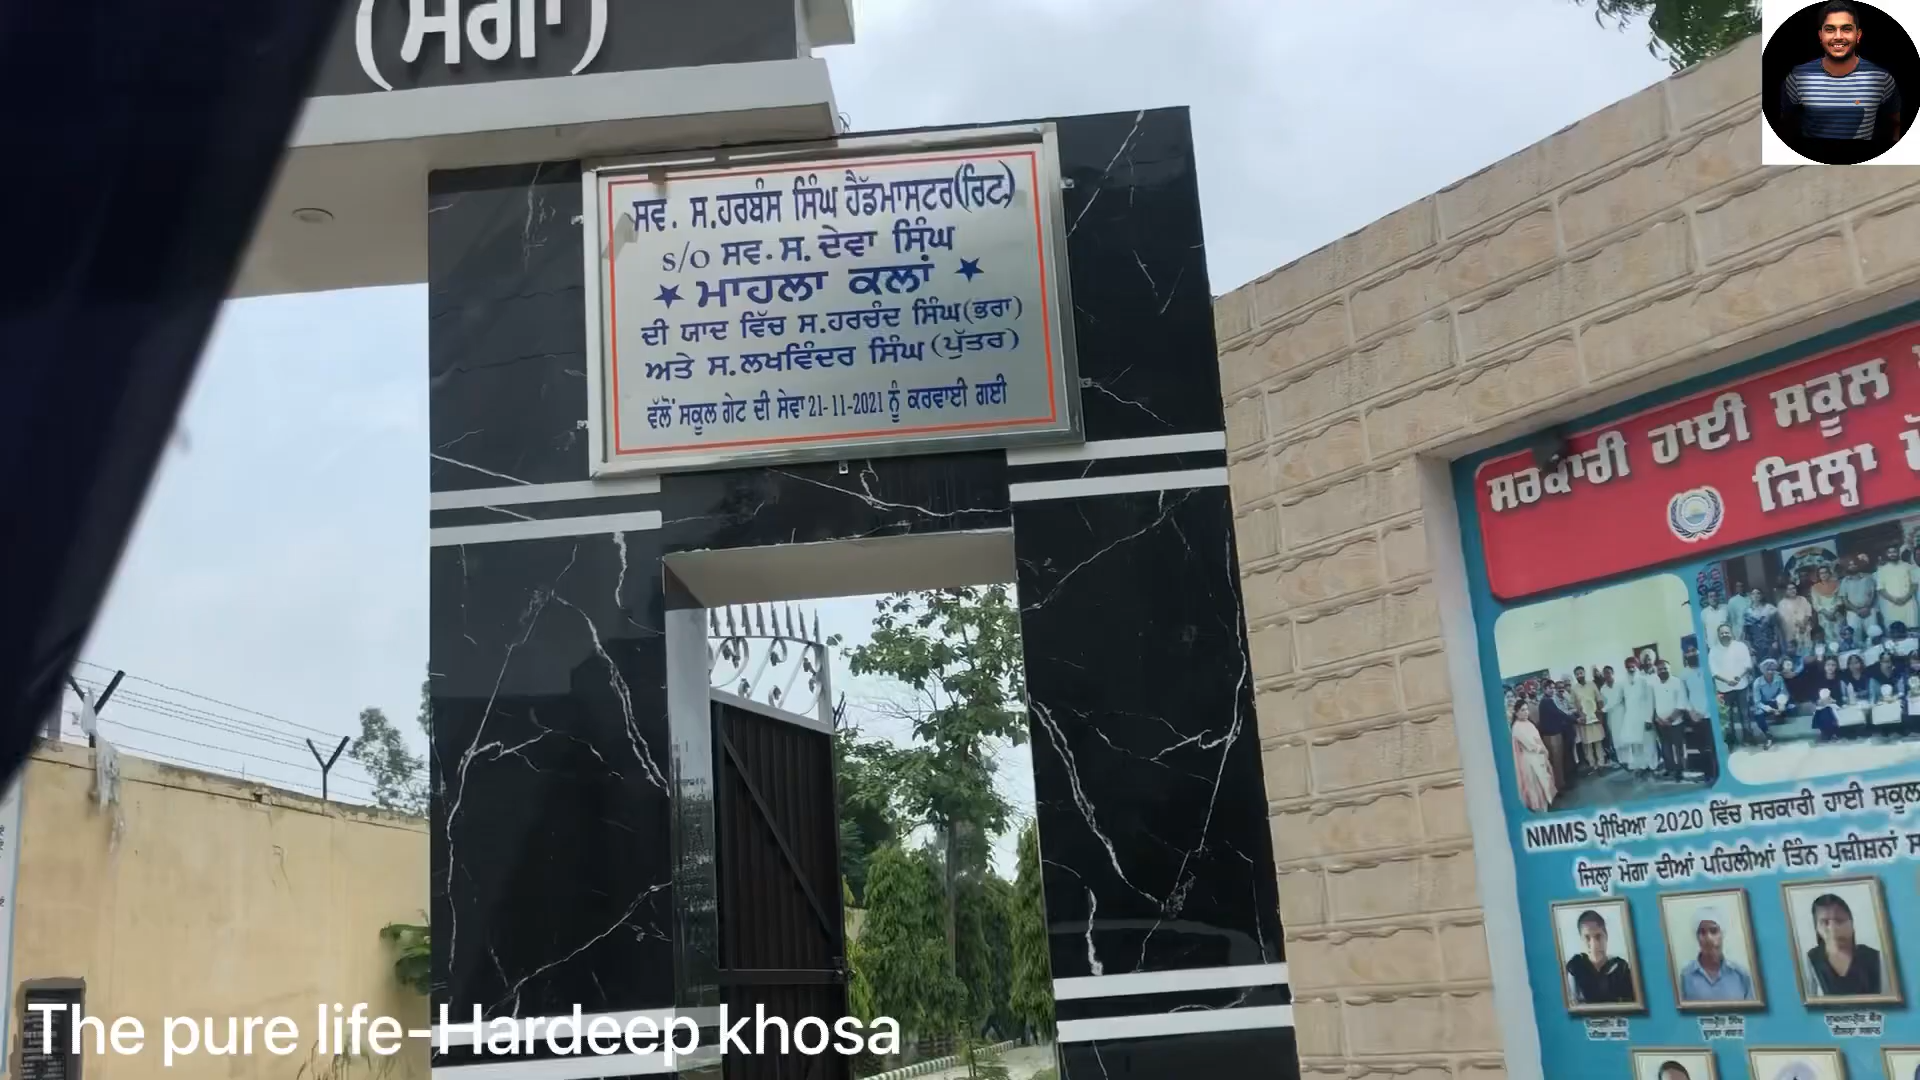 (ਮੋਗਾ)
ਸਵ. ਸ.ਹਰਬੰਸ ਸਿੰਘ ਹੈੱਡਮਾਸਟਰ(ਰਿਟ.)
s/o ਸਵ. ਸ. ਦੇਵਾ ਸਿੰਘ
★ ਮਾਹਲਾ ਕਲਾਂ ★
ਦੀ ਯਾਦ ਵਿੱਚ ਸ.ਹਰਚੰਦ ਸਿੰਘ(ਭਰਾ)
ਅਤੇ ਸ.ਲਖਵਿੰਦਰ ਸਿੰਘ (ਪੁੱਤਰ)
ਵੱਲੋਂ ਸਕੂਲ ਗੇਟ ਦੀ ਸੇਵਾ 21-11-2021 ਨੂੰ ਕਰਵਾਈ ਗਈ
ਸਰਕਾਰੀ ਹਾਈ ਸਕੂਲ
ਜ਼ਿਲ੍ਹਾ
NMMS ਪ੍ਰੀਖਿਆ 2020 ਵਿੱਚ ਸਰਕਾਰੀ ਹਾਈ ਸਕੂਲ
ਜਿਲ੍ਹਾ ਮੋਗਾ ਦੀਆਂ ਪਹਿਲੀਆਂ ਤਿੰਨ ਪੁਜ਼ੀਸ਼ਨਾਂ
The pure life-Hardeep khosa